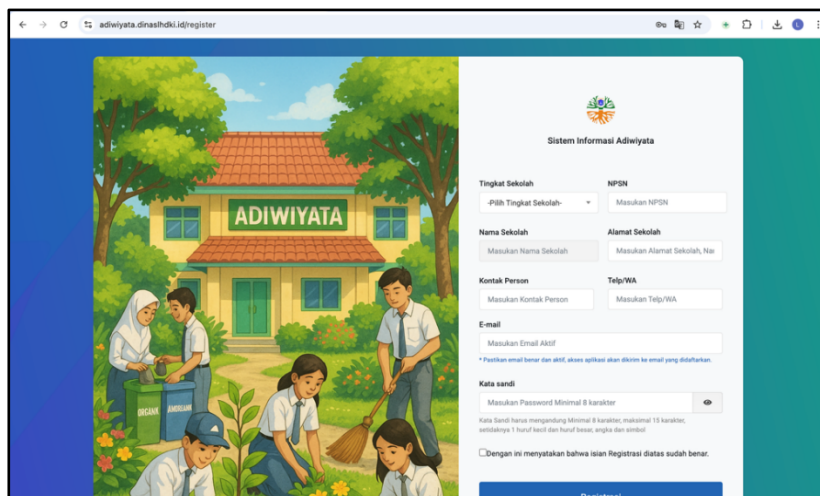 adiwiyata.dinaslhdki.id/register
L
ADIWIYATA
ORGANIK
ANORGANIK
Sistem Informasi Adiwiyata
Tingkat Sekolah
NPSN
-Pilih Tingkat Sekolah-
Masukan NPSN
Nama Sekolah
Alamat Sekolah
Masukan Nama Sekolah
Masukan Alamat Sekolah, Na
Kontak Person
Telp/WA
Masukan Kontak Person
Masukan Telp/WA
E-mail
Masukan Email Aktif
* Pastikan email benar dan aktif, akses aplikasi akan dikirim ke email yang didaftarkan.
Kata sandi
Masukan Password Minimal 8 karakter
Kata Sandi harus mengandung Minimal 8 karakter, maksimal 15 karakter,
setidaknya 1 huruf kecil dan huruf besar, angka dan simbol
Dengan ini menyatakan bahwa isian Registrasi diatas sudah benar.
Registrasi